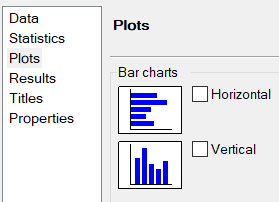 Data
Statistics
Plots
Results
Titles
Properties
Plots
Bar charts
Horizontal
Vertical